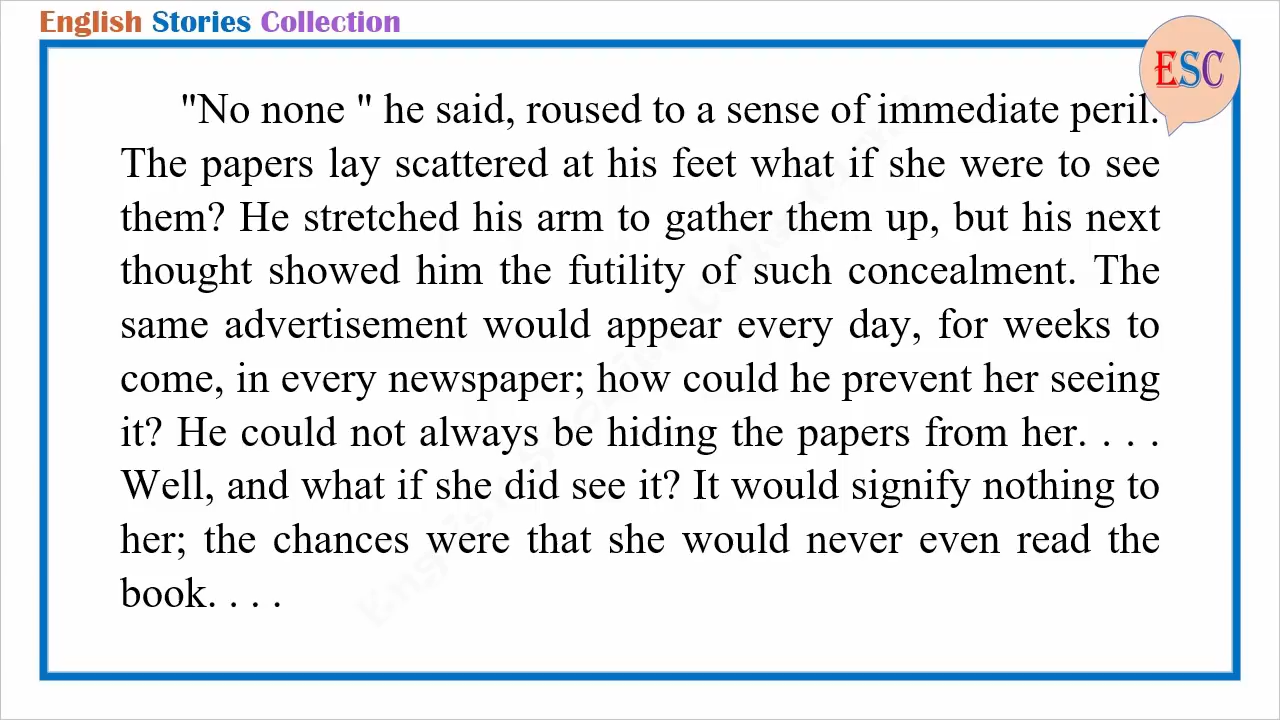 English Stories Collection
ESC
"No none " he said, roused to a sense of immediate peril.
The papers lay scattered at his feet what if she were to see
them? He stretched his arm to gather them up, but his next
thought showed him the futility of such concealment. The
same advertisement would appear every day, for weeks to
come, in every newspaper; how could he prevent her seeing
it? He could not always be hiding the papers from her. . . .
Well, and what if she did see it? It would signify nothing to
her; the chances were that she would never even read the
book. . . .